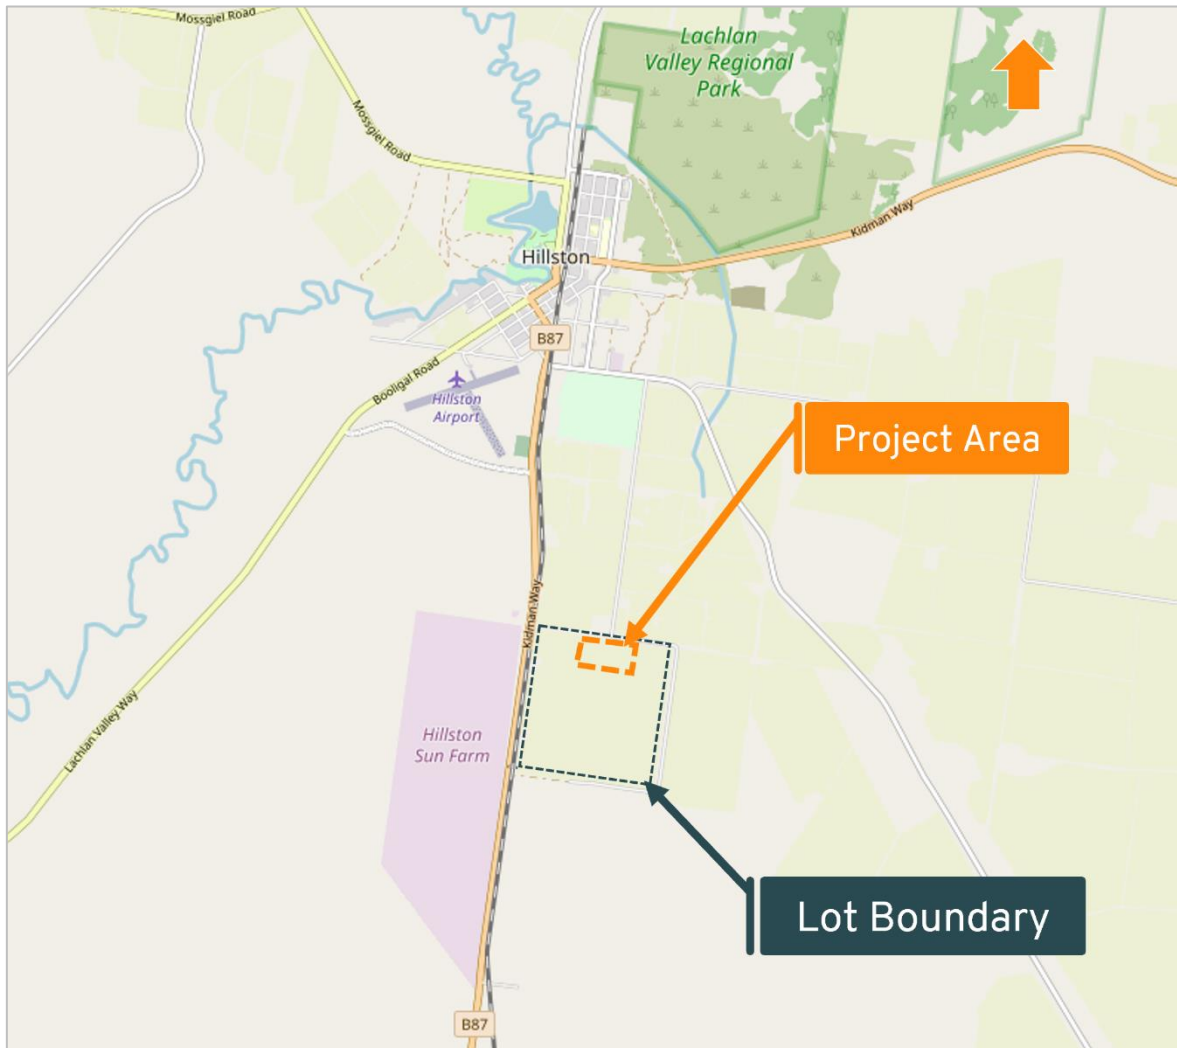 Mossgiel Road
Lachlan
Valley Regional
Park
Mossgiel Road
Kidman Way
Hillston
B87
Booligal Road
Hillston
Airport
Project Area
Kidman Way
Lachlan Valley Way
Hillston
Sun Farm
Lot Boundary
B87